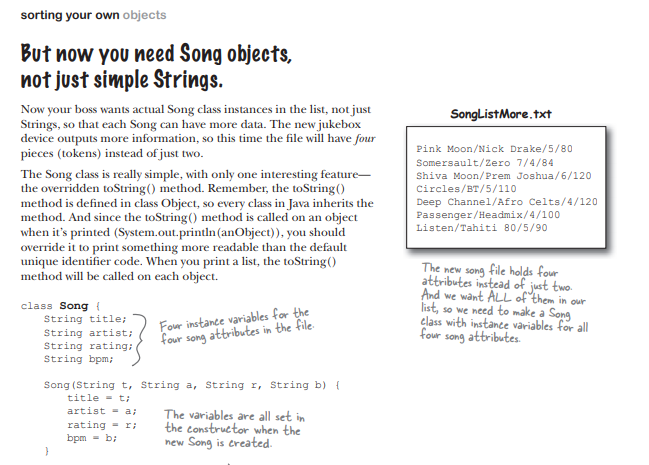 sorting your own objects
But now you need Song objects,
not just simple Strings.
Now your boss wants actual Song class instances in the list, not just
Strings, so that each Song can have more data. The new jukebox
device outputs more information, so this time the file will have four
pieces (tokens) instead of just two.
The Song class is really simple, with only one interesting feature—
the overridden toString() method. Remember, the toString()
method is defined in class Object, so every class in Java inherits the
method. And since the toString() method is called on an object
when it's printed (System.out.println(anObject)), you should
override it to print something more readable than the default
unique identifier code. When you print a list, the toString()
method will be called on each object.
SongListMore.txt
Pink Moon/Nick Drake/5/80
Somersault/Zero 7/4/84
Shiva Moon/Prem Joshua/6/120
Circles/BT/5/110
Deep Channel/Afro Celts/4/120
Passenger/Headmix/4/100
Listen/Tahiti 80/5/90
The new song file holds four
attributes instead of just two.
And we want ALL of them in our
list, so we need to make a Song
class with instance variables for all
four song attributes.
class Song {
String title;
String artist;
String rating;
String bpm;
Four instance variables for the
four song attributes in the file.
Song(String t, String a, String r, String b) {
title = t;
artist = a;
rating = r;
bpm = b;
}
The variables are all set in
the constructor when the
new Song is created.